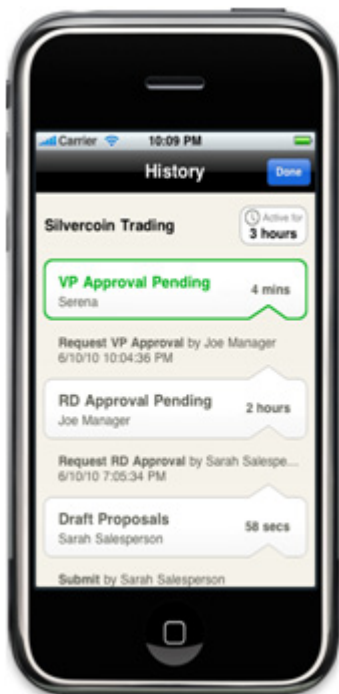 Carrier 10:09 PM
History Done
Silvercoin Trading
Active for
3 hours
VP Approval Pending
Serena
4 mins
Request VP Approval by Joe Manager
6/10/10 10:04:36 PM
RD Approval Pending
Joe Manager
2 hours
Request RD Approval by Sarah Salespe...
6/10/10 7:05:34 PM
Draft Proposals
Sarah Salesperson
58 secs
Submit by Sarah Salesperson